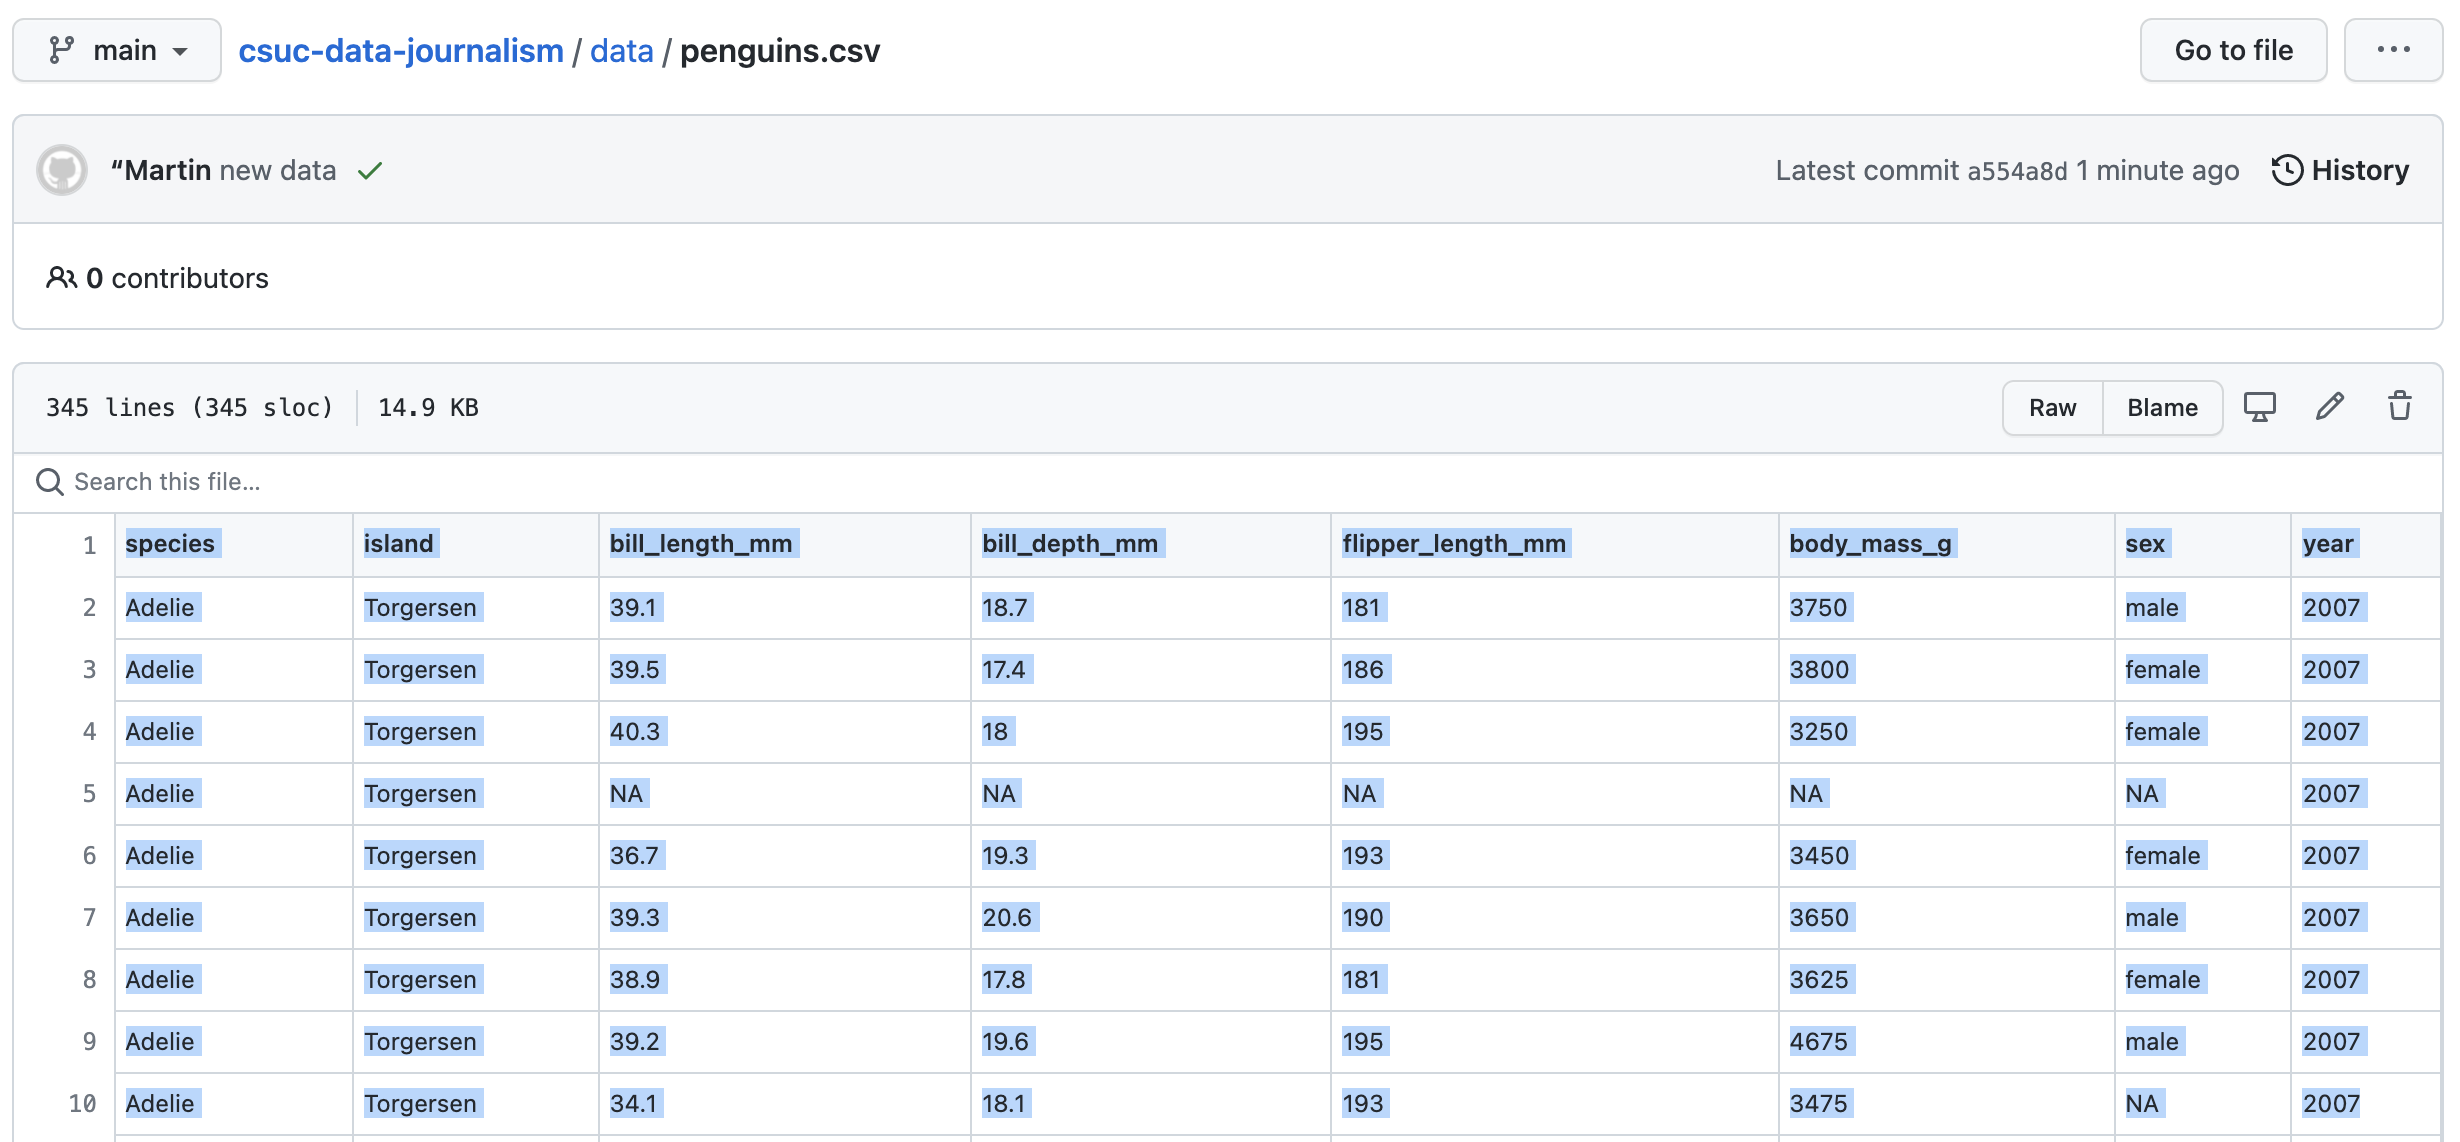 main csuc-data-journalism / data / penguins.csv Go to file ...
“Martin new data Latest commit a554a8d 1 minute ago History
0 contributors
345 lines (345 sloc) 14.9 KB Raw Blame
Search this file...
1 species island bill_length_mm bill_depth_mm flipper_length_mm body_mass_g sex year
2 Adelie Torgersen 39.1 18.7 181 3750 male 2007
3 Adelie Torgersen 39.5 17.4 186 3800 female 2007
4 Adelie Torgersen 40.3 18 195 3250 female 2007
5 Adelie Torgersen NA NA NA NA NA 2007
6 Adelie Torgersen 36.7 19.3 193 3450 female 2007
7 Adelie Torgersen 39.3 20.6 190 3650 male 2007
8 Adelie Torgersen 38.9 17.8 181 3625 female 2007
9 Adelie Torgersen 39.2 19.6 195 4675 male 2007
10 Adelie Torgersen 34.1 18.1 193 3475 NA 2007